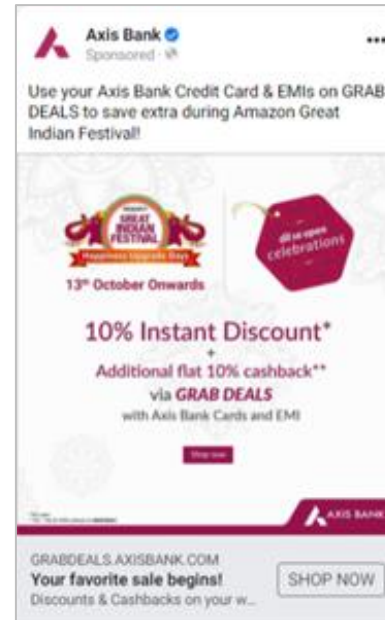 Axis Bank
Sponsored ·
Use your Axis Bank Credit Card & EMIs on GRAB
DEALS to save extra during Amazon Great
Indian Festival!
GREAT
INDIAN
FESTIVAL
Happiness Upgrade Days
13th October Onwards
dil se open
celebrations
10% Instant Discount*
+
Additional flat 10% cashback**
via GRAB DEALS
with Axis Bank Cards and EMI
Shop now
AXIS BANK
GRABDEALS.AXISBANK.COM
Your favorite sale begins!
Discounts & Cashbacks on your w...
SHOP NOW